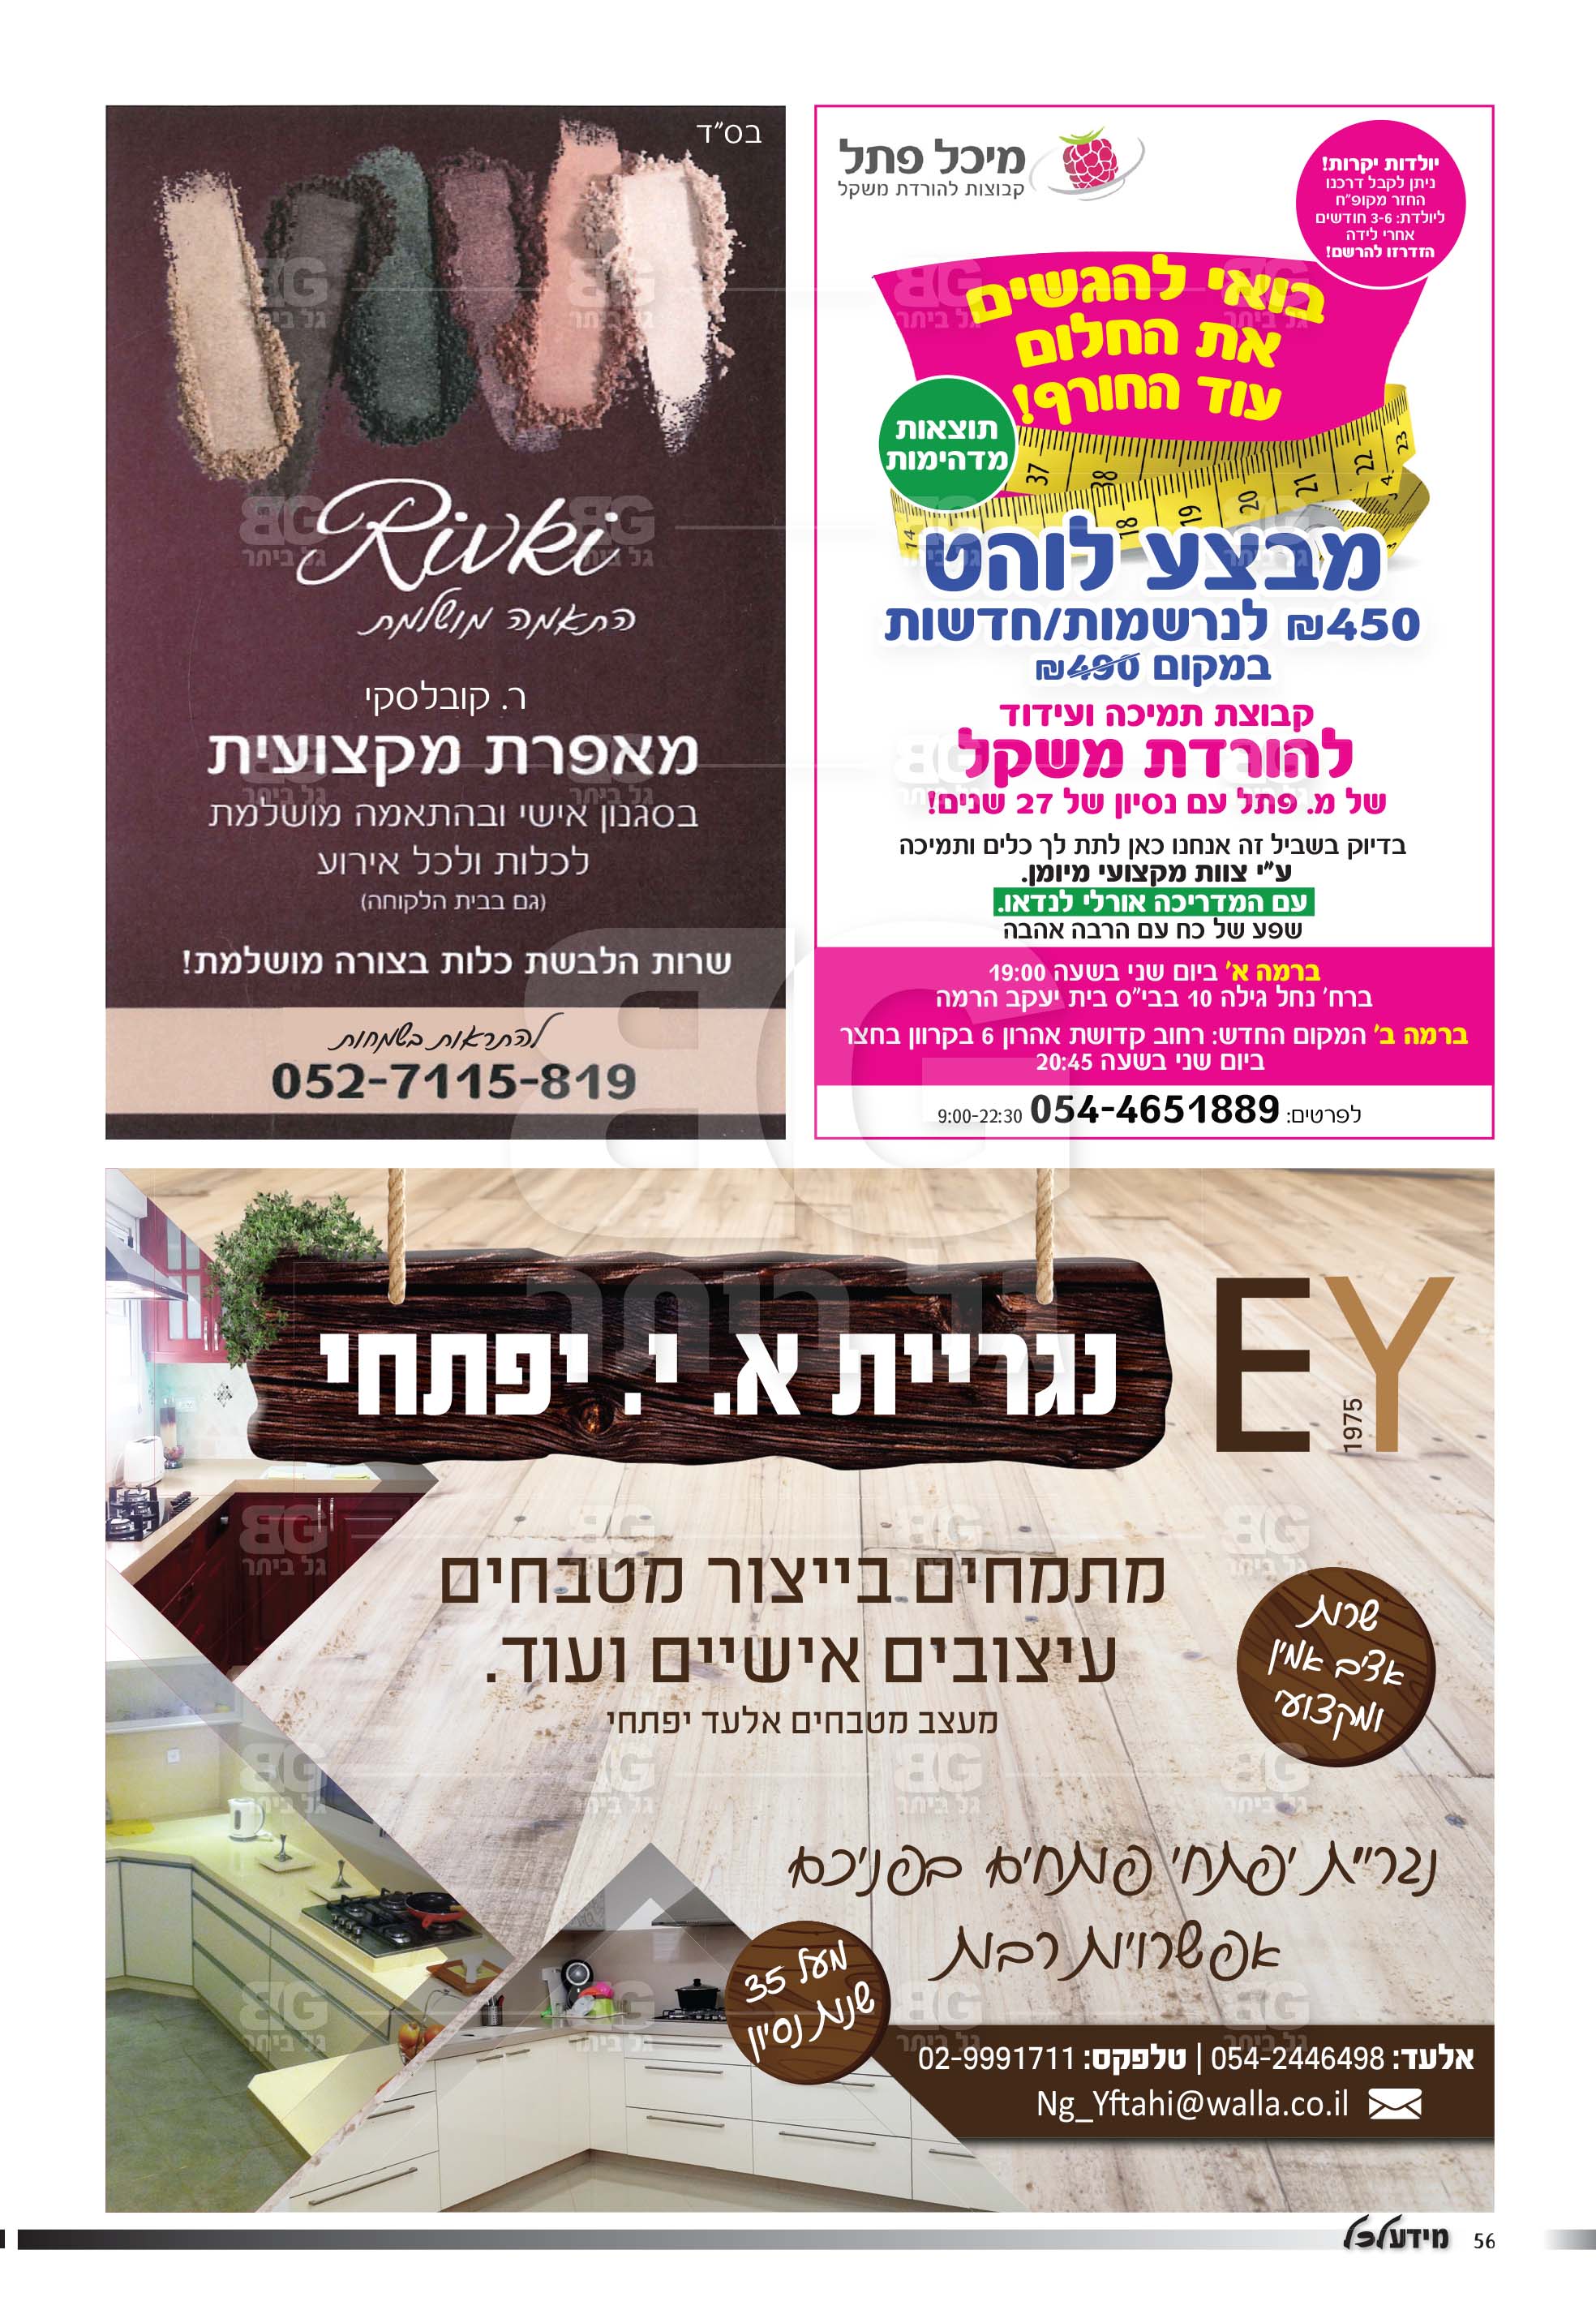 מיכל פתל
קבוצות להורדת משקל
יולדות יקרות!
ניתן לקבל דרכנו
החזר מקופ"ח
ליולדת: 3-6 חודשים
אחרי לידה
הזדרזו להרשם!
בואי להגשים
את החלום
עוד החורף!
תוצאות
מדהימות
מבצע לוהט
450 ₪ לנרשמות/חדשות
במקום 490 ₪
קבוצת תמיכה ועידוד
להורדת משקל
של מ. פתל עם נסיון של 27 שנים!
בדיוק בשביל זה אנחנו כאן לתת לך כלים ותמיכה
ע"י צוות מקצועי מיומן.
עם המדריכה אורלי לנדאו.
שפע של כח עם הרבה אהבה
ברמה א' ביום שני בשעה 19:00
ברח' נחל גילה 10 בבי"ס בית יעקב הרמה
ברמה ב' המקום החדש: רחוב קדושת אהרון 6 בקרוון בחצר
ביום שני בשעה 20:45
לפרטים: 054-4651889 9:00-22:30
בס"ד
Rivki
התאמה מושלמת
ר. קובלסקי
מאפרת מקצועית
בסגנון אישי ובהתאמה מושלמת
לכלות ולכל אירוע
(גם בבית הלקוחה)
שרות הלבשת כלות בצורה מושלמת!
להתראות בשמחות
052-7115-819
EY
1975
נגריית א. י. יפתחי
מתמחים בייצור מטבחים
עיצובים אישיים ועוד.
מעצב מטבחים אלעד יפתחי
שרות
אדיב אמין
ומקצועי
נגריית יפתחי פותחים בפניכם
אפשרויות רבות
מעל 35
שנות נסיון
אלעד: 054-2446498 | טלפקס: 02-9991711
Ng_Yftahi@walla.co.il
BG
גל ביתר
56 מידע לכל